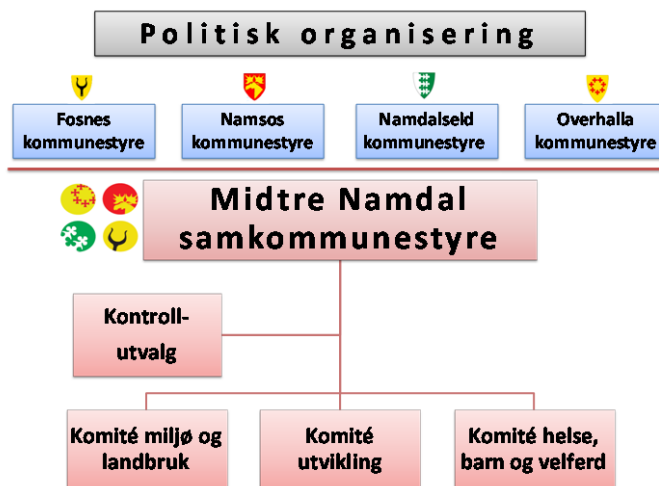 Politisk organisering
Fosnes
kommunestyre
Namsos
kommunestyre
Namdalseld
kommunestyre
Overhalla
kommunestyre
Midtre Namdal
samkommunestyre
Kontroll-
utvalg
Komité miljø og
landbruk
Komité
utvikling
Komité helse,
barn og velferd